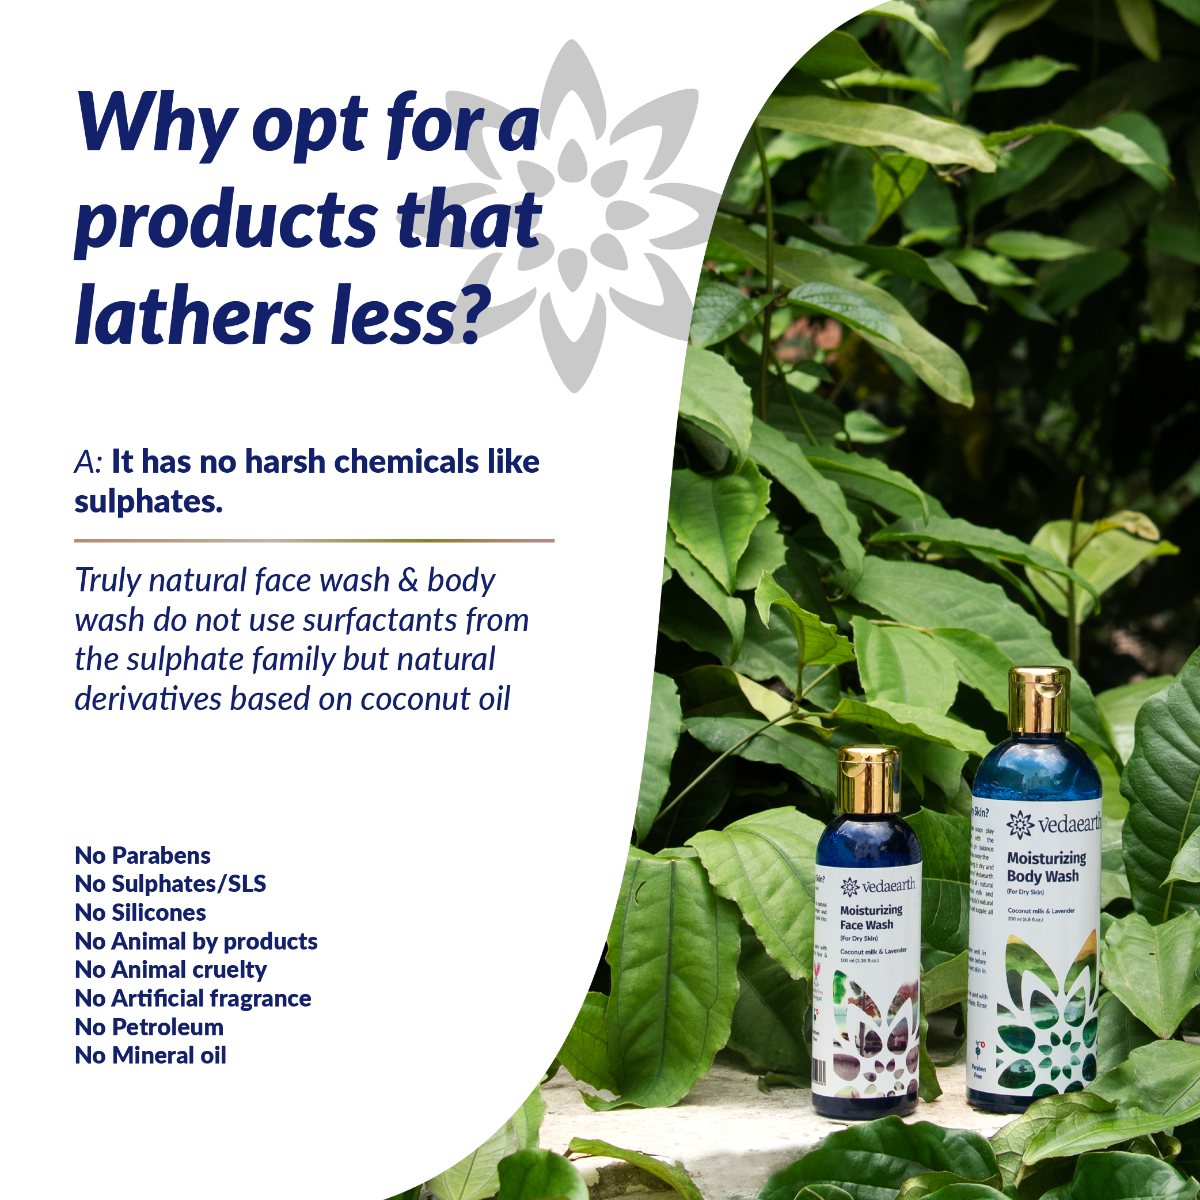 Why opt for a
products that
lathers less?
A: It has no harsh chemicals like
sulphates.
Truly natural face wash & body
wash do not use surfactants from
the sulphate family but natural
derivatives based on coconut oil
No Parabens
No Sulphates/SLS
No Silicones
No Animal by products
No Animal cruelty
No Artificial fragrance
No Petroleum
No Mineral oil
vedaearth
Moisturizing
Face Wash
(For Dry Skin)
Coconut milk & Lavender
100 ml (3.38 fl.oz.)
Skin?
vedaearth
Moisturizing
Body Wash
(For Dry Skin)
Coconut milk & Lavender
200 ml (6.8 fl.oz.)
Paraben
Free